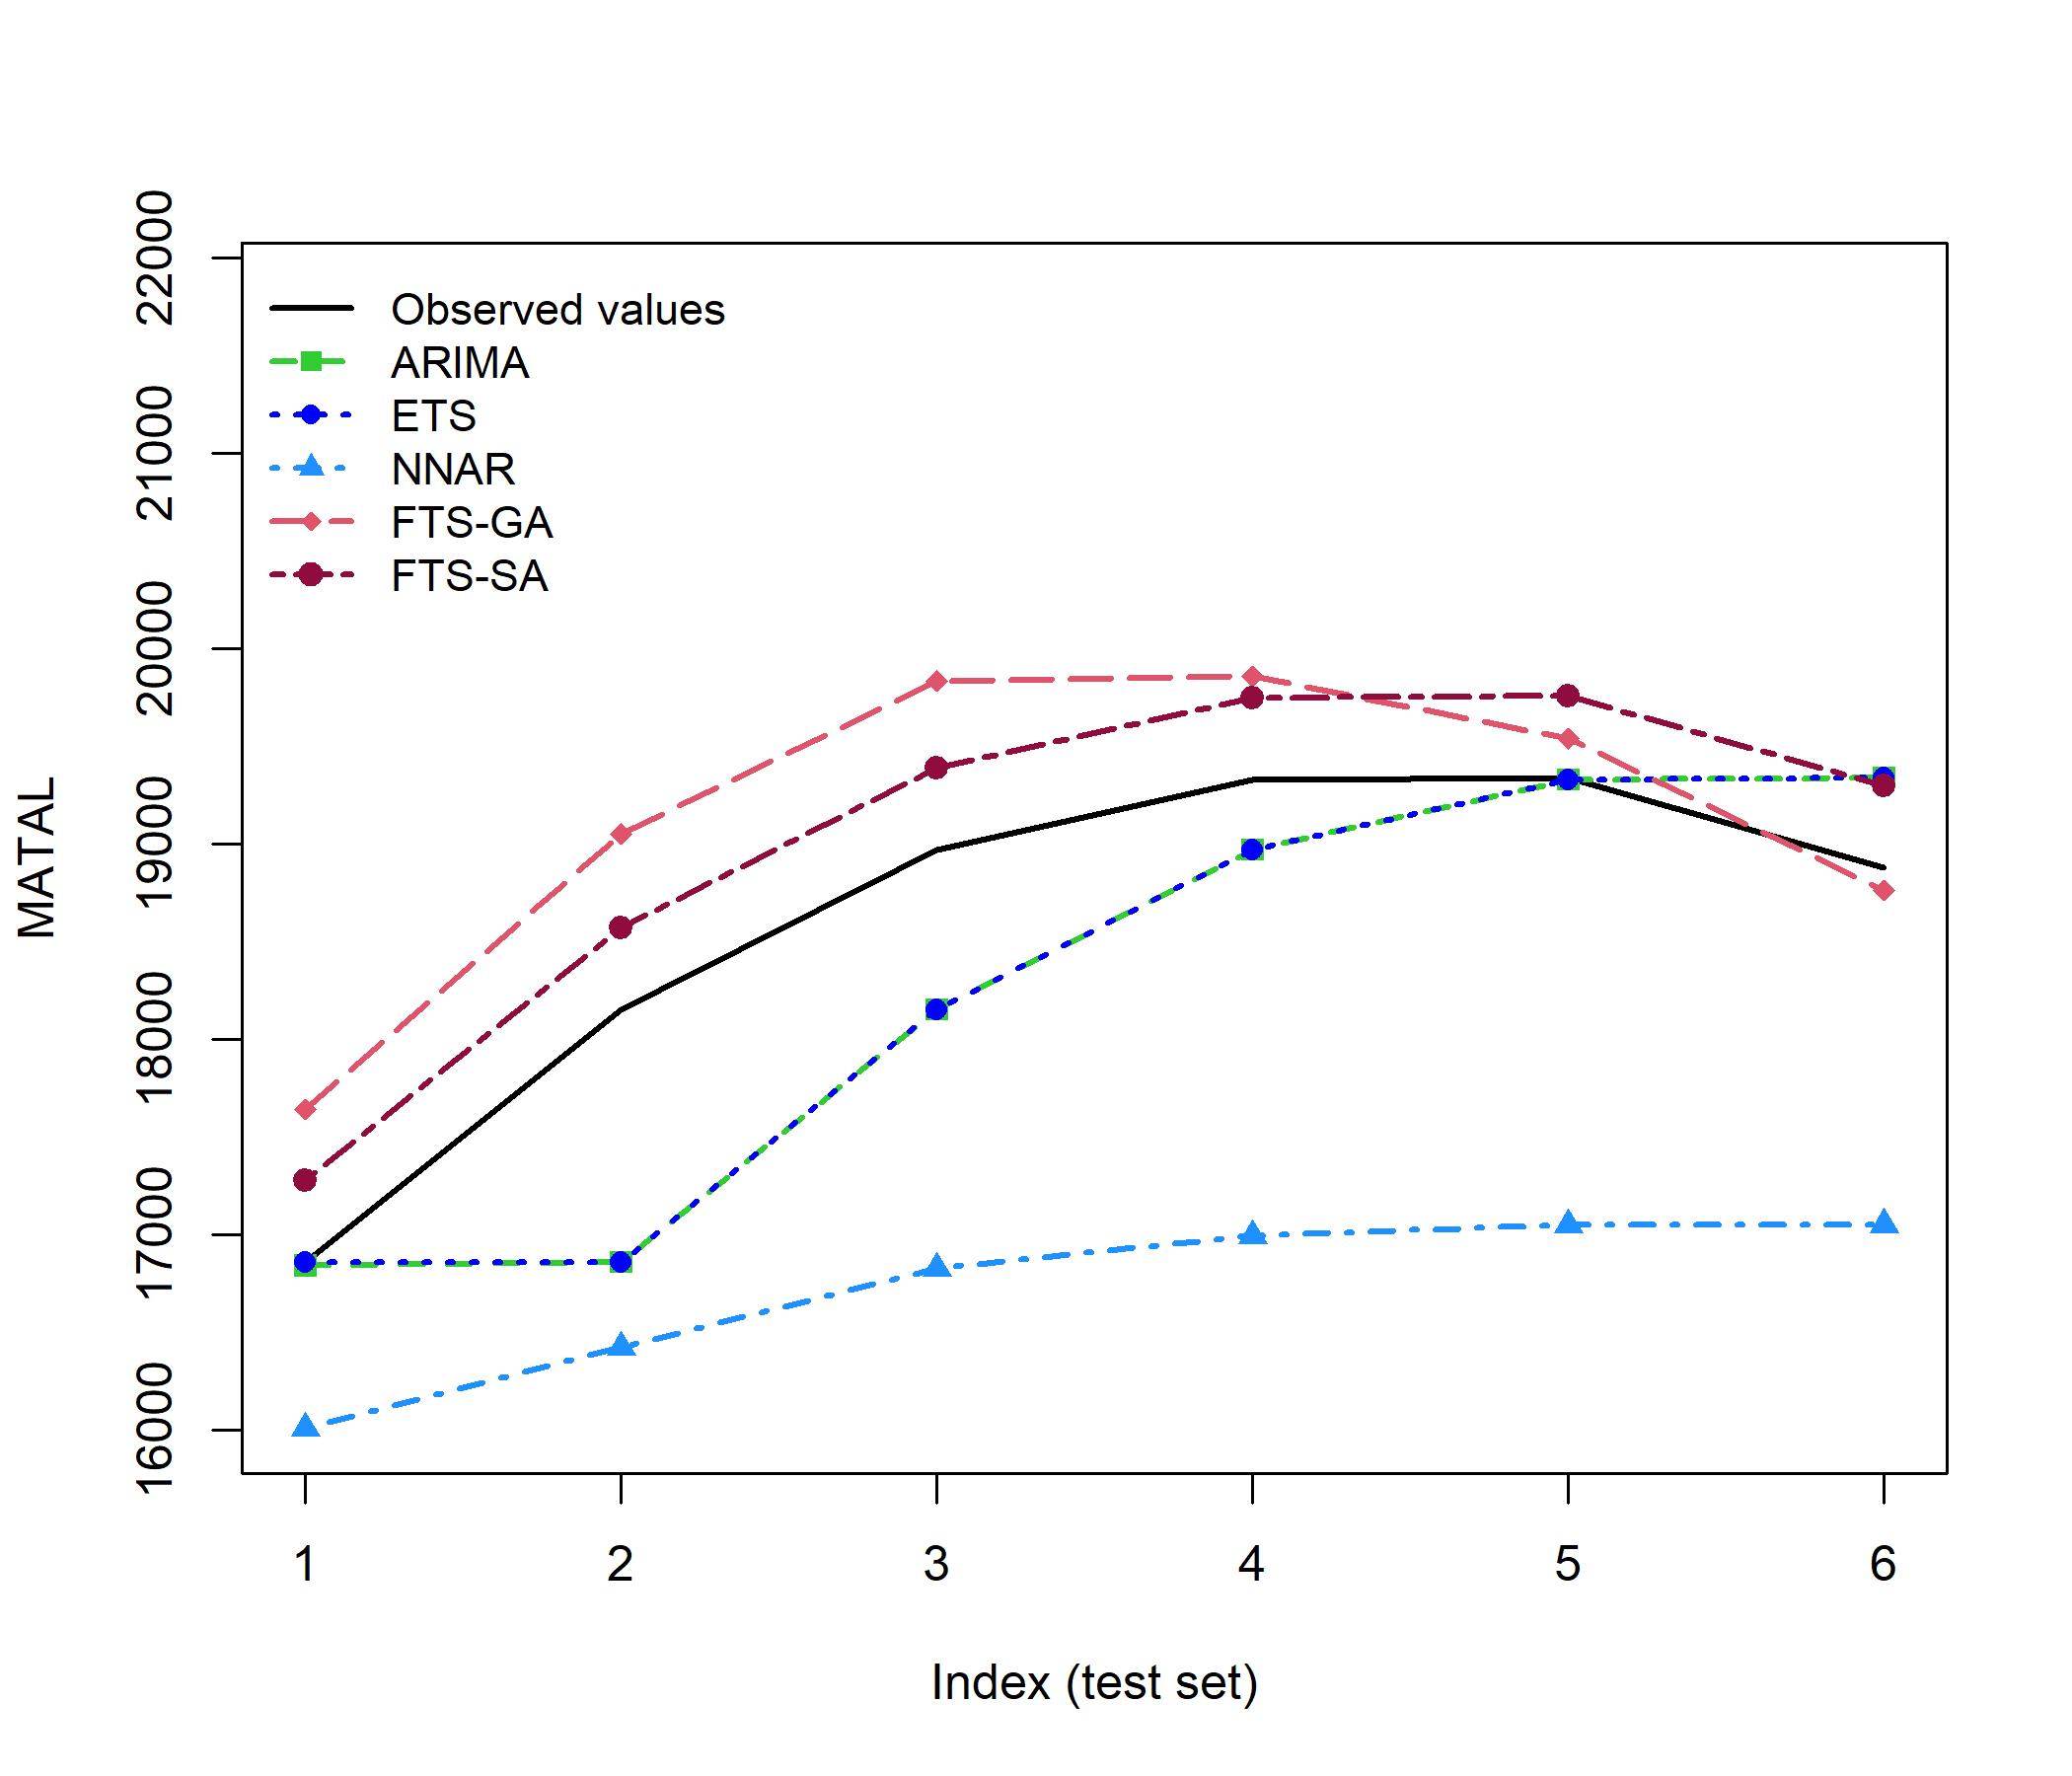 Observed values
ARIMA
ETS
NNAR
FTS-GA
FTS-SA
22000
21000
20000
19000
18000
17000
16000
MATAL
1 2 3 4 5 6
Index (test set)